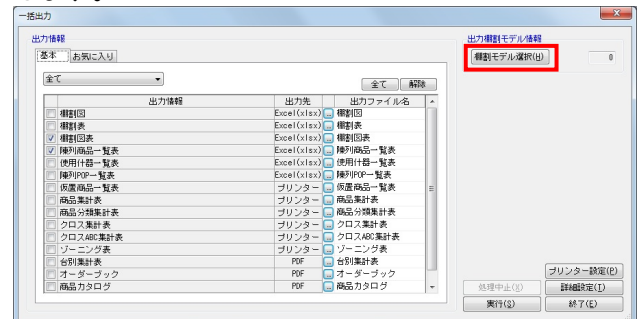 一括出力
出力情報
基本 お気に入り
全て
全て 解除
出力情報 出力先 出力ファイル名
棚割図 Excel(xlsx) 棚割図
棚割表 Excel(xlsx) 棚割表
棚割図表 Excel(xlsx) 棚割図表
陳列商品一覧表 Excel(xlsx) 陳列商品一覧表
使用什器一覧表 Excel(xlsx) 使用什器一覧表
陳列POP一覧表 Excel(xlsx) 陳列POP一覧表
仮置商品一覧表 プリンター 仮置商品一覧表
商品集計表 プリンター 商品集計表
商品分類集計表 プリンター 商品分類集計表
クロス集計表 プリンター クロス集計表
クロスABC集計表 プリンター クロスABC集計表
ゾーニング表 プリンター ゾーニング表
台別集計表 PDF 台別集計表
オーダーブック PDF オーダーブック
商品カタログ PDF 商品カタログ
出力棚割モデル情報
棚割モデル選択(H) 0
プリンター設定(P)
処理中止(X) 詳細設定(I)
実行(S) 終了(E)